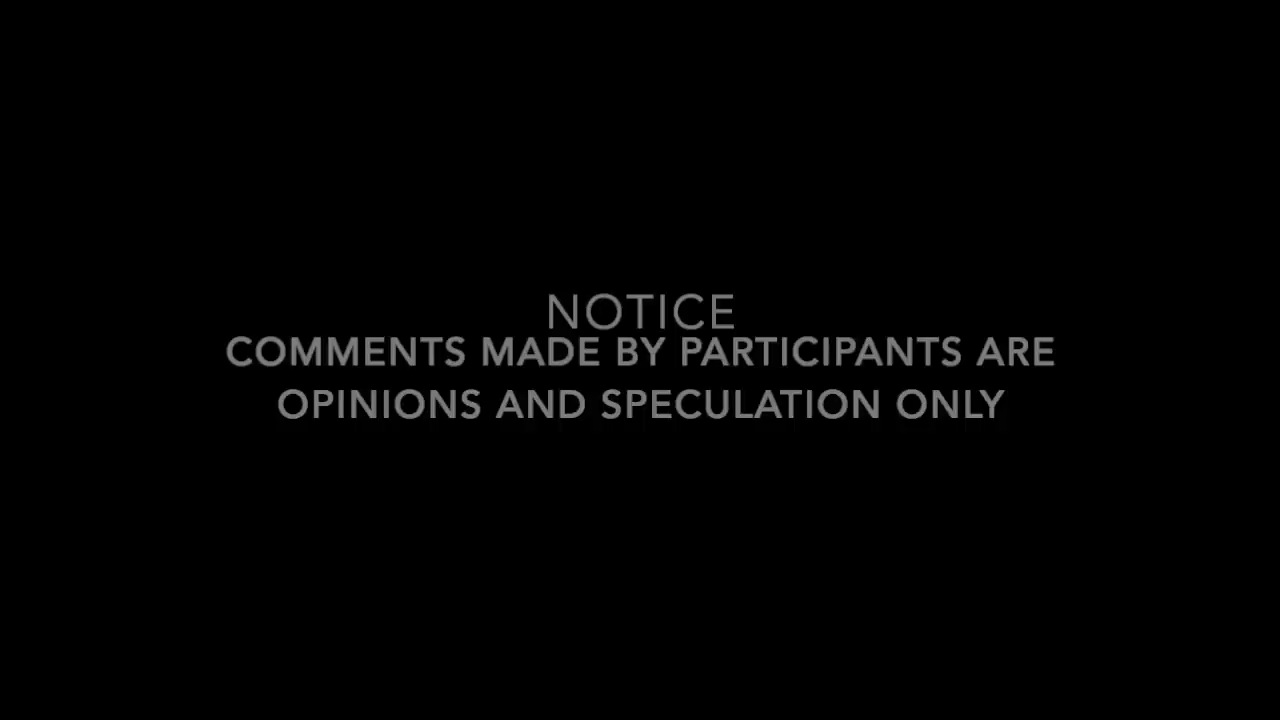 NOTICE
COMMENTS MADE BY PARTICIPANTS ARE
OPINIONS AND SPECULATION ONLY